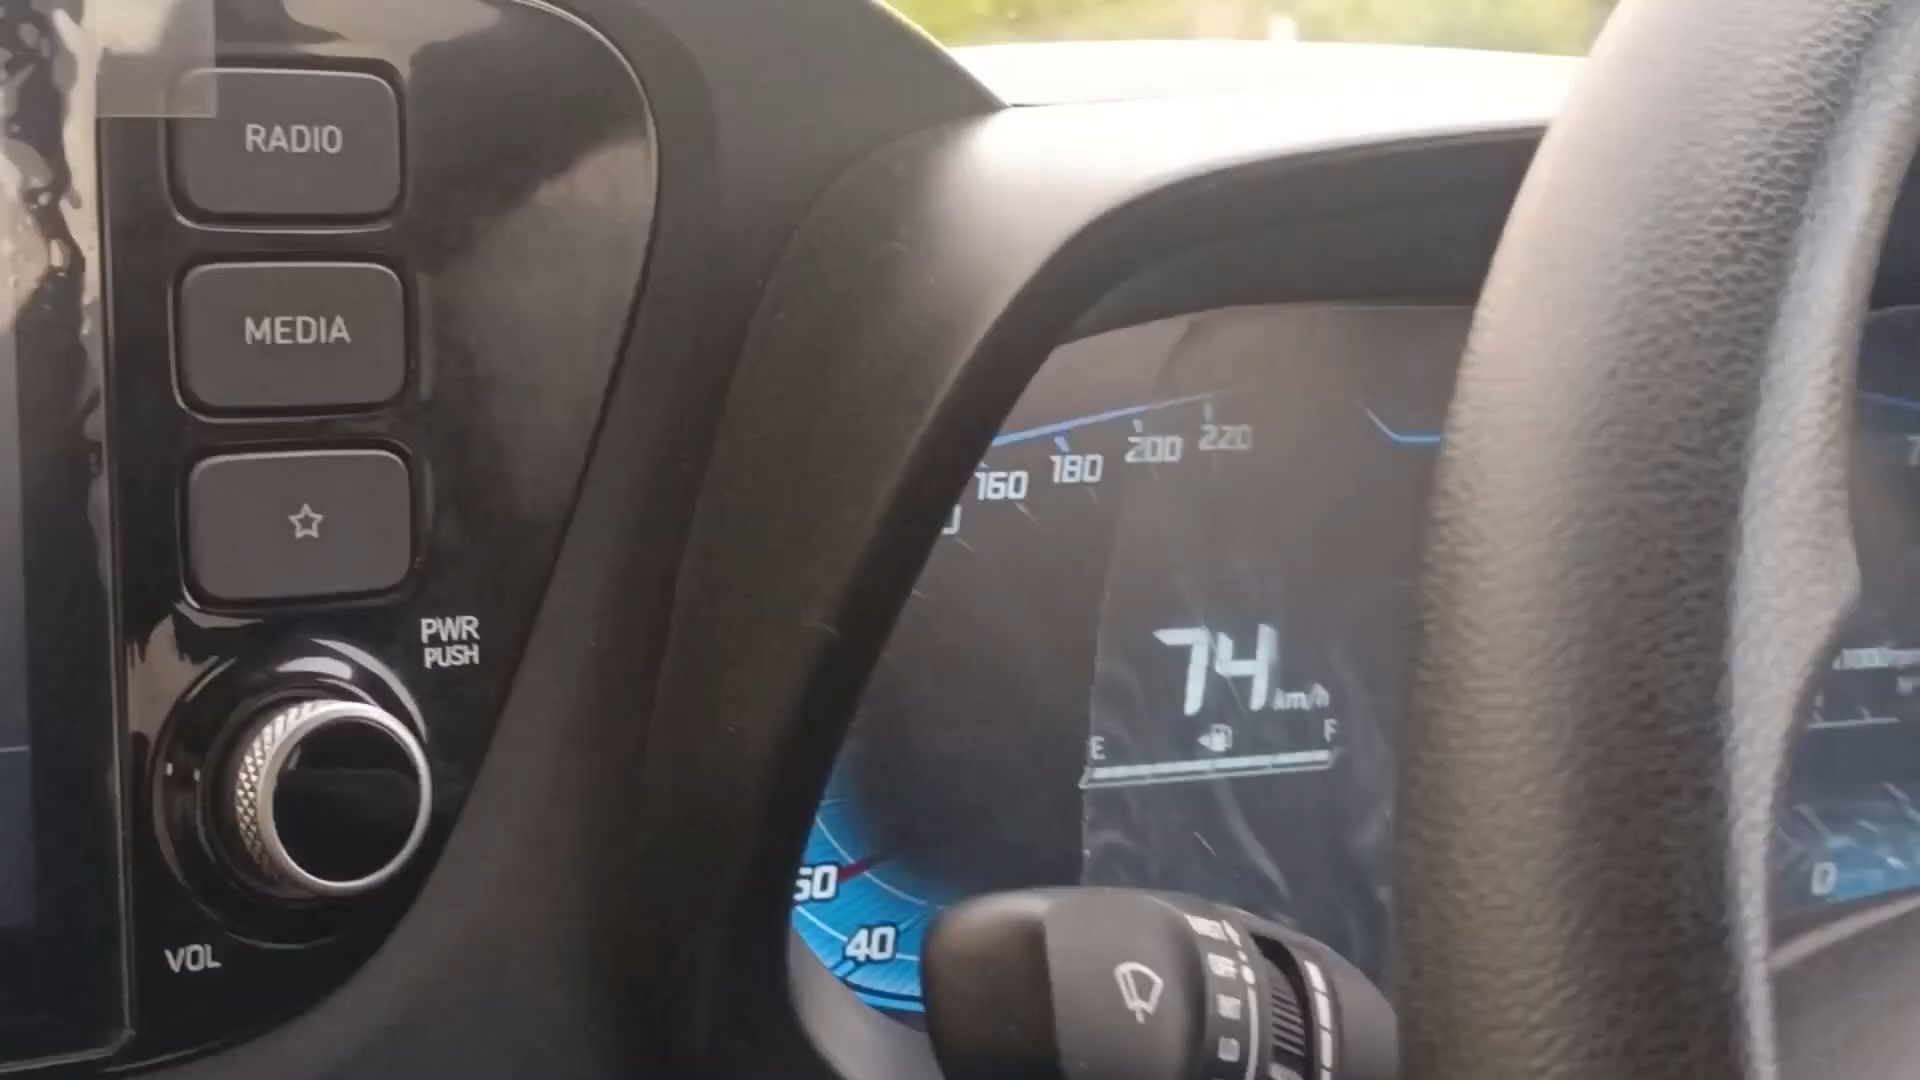 RADIO
MEDIA
PWR
PUSH
VOL
160
180
200
220
74 km/h
E
F
60
40
0